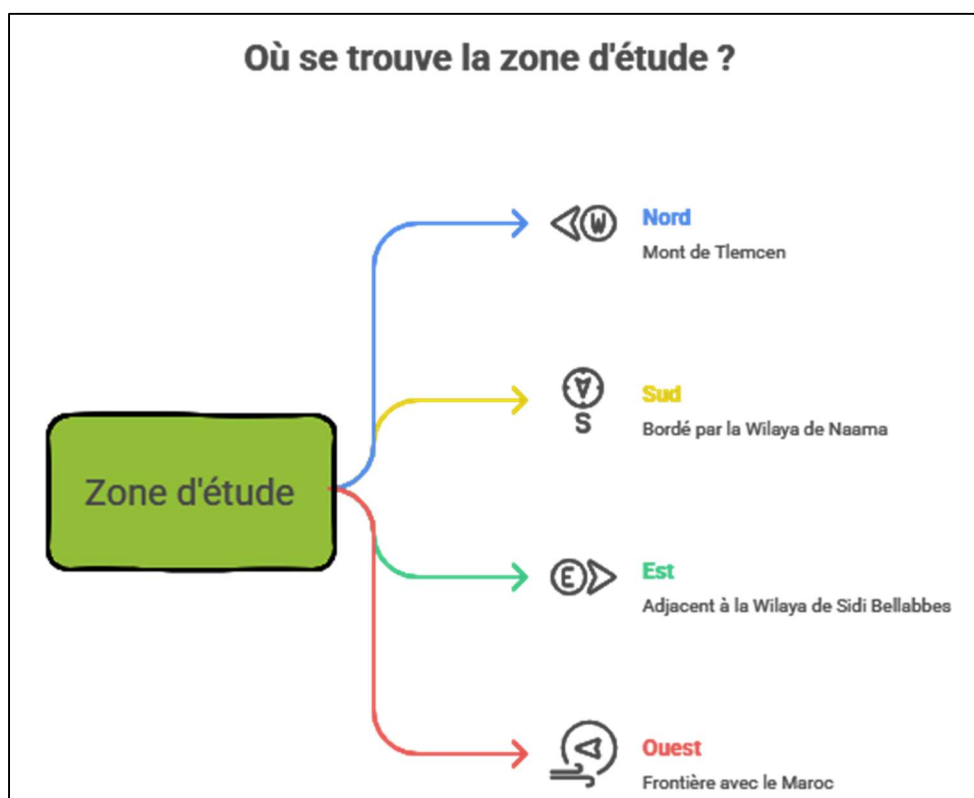 Où se trouve la zone d'étude ?
W
Nord
Mont de Tlemcen
S
Sud
Bordé par la Wilaya de Naama
Zone d'étude
E
Est
Adjacent à la Wilaya de Sidi Bellabbes
Ouest
Frontière avec le Maroc